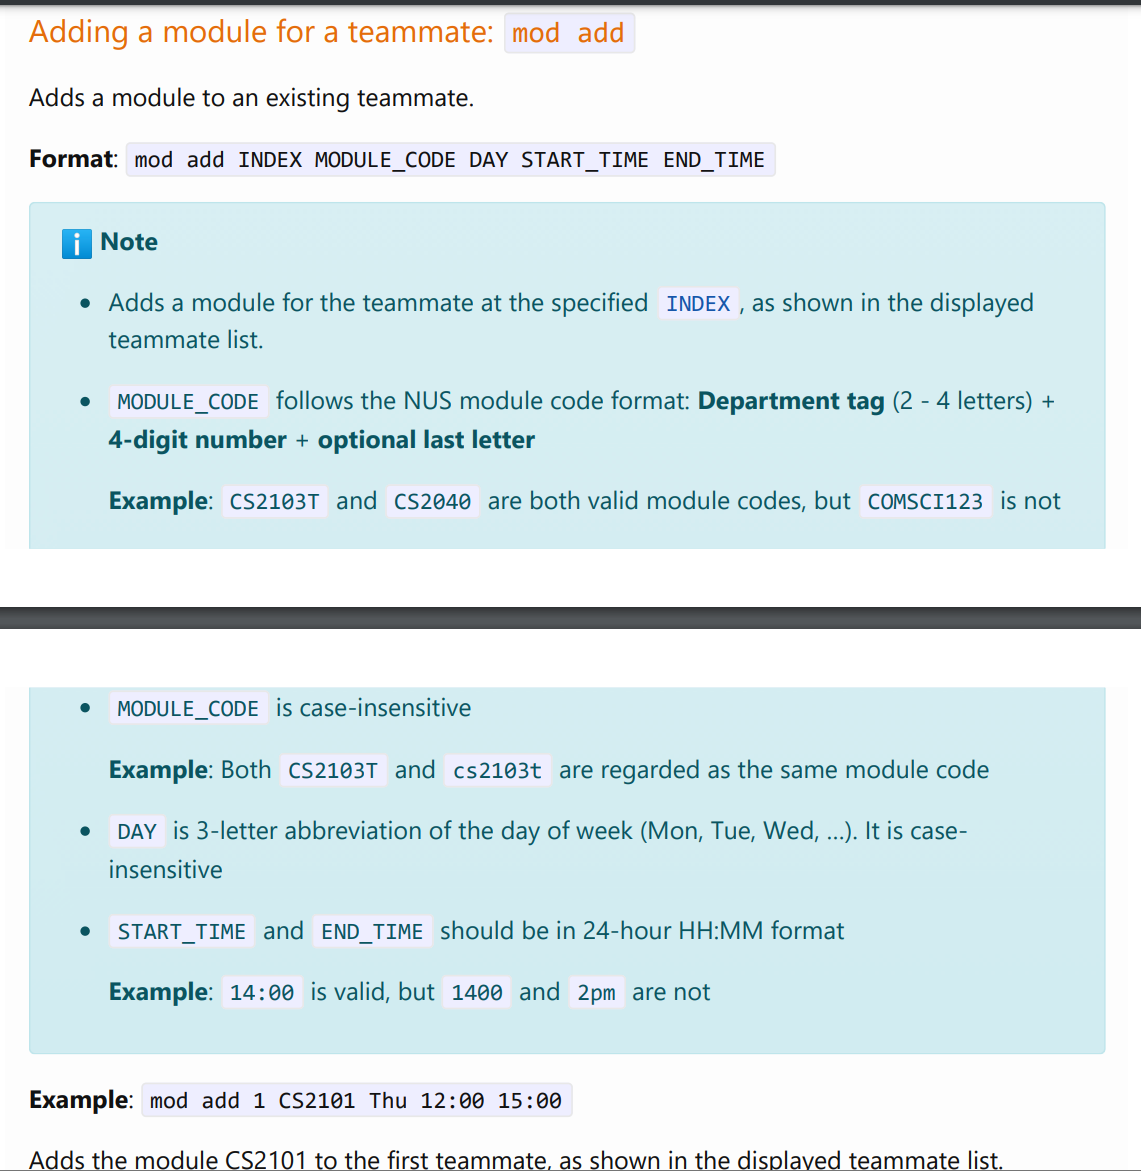 Adding a module for a teammate: mod add
Adds a module to an existing teammate.
Format: mod add INDEX MODULE_CODE DAY START_TIME END_TIME
i Note
• Adds a module for the teammate at the specified INDEX, as shown in the displayed
teammate list.
• MODULE_CODE follows the NUS module code format: Department tag (2 - 4 letters) +
4-digit number + optional last letter
Example: CS2103T and CS2040 are both valid module codes, but COMSCI123 is not
• MODULE_CODE is case-insensitive
Example: Both CS2103T and cs2103t are regarded as the same module code
• DAY is 3-letter abbreviation of the day of week (Mon, Tue, Wed, ...). It is case-
insensitive
• START_TIME and END_TIME should be in 24-hour HH:MM format
Example: 14:00 is valid, but 1400 and 2pm are not
Example: mod add 1 CS2101 Thu 12:00 15:00
Adds the module CS2101 to the first teammate, as shown in the displayed teammate list.